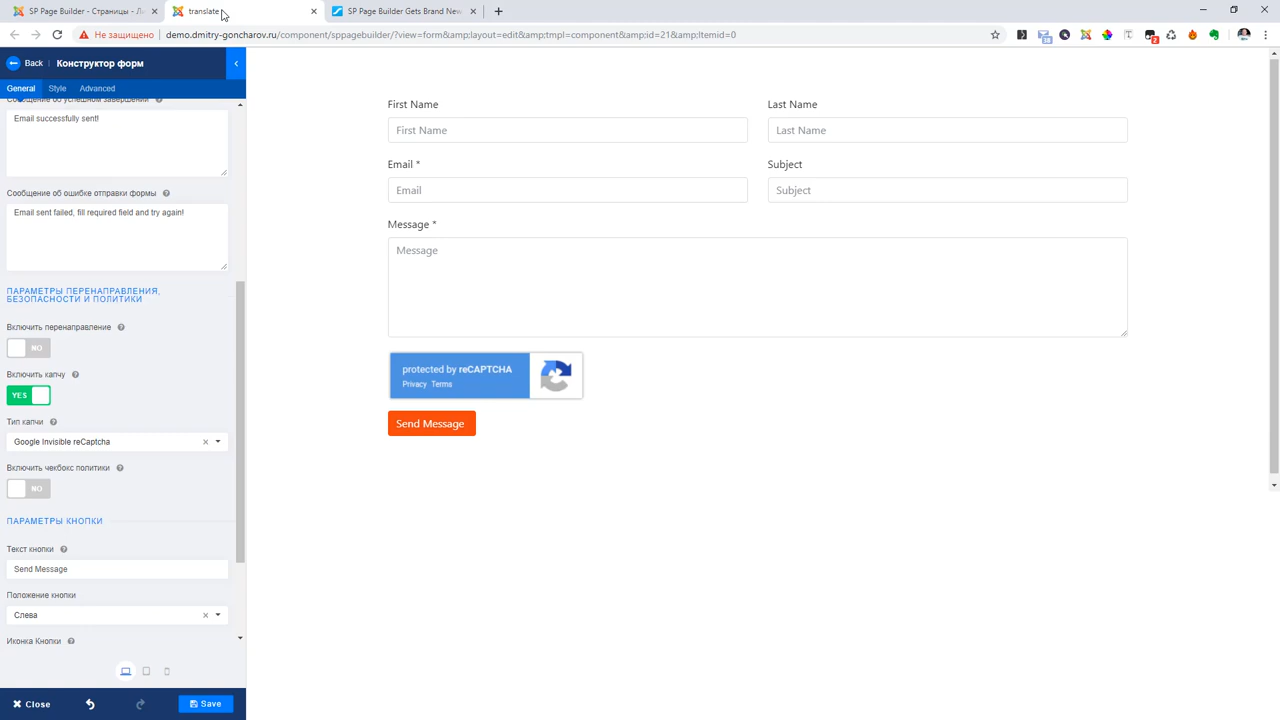 SP Page Builder - Страницы - Ли
translate
SP Page Builder Gets Brand New
Не защищено
demo.dmitry-goncharov.ru/component/sppagebuilder/?view=form&amp;layout=edit&amp;tmpl=component&amp;id=21&amp;Itemid=0
Back
Конструктор форм
General Style Advanced
Сообщение об успешном завершении
Email successfully sent!
Сообщение об ошибке отправки формы
Email sent failed, fill required field and try again!
ПАРАМЕТРЫ ПЕРЕНАПРАВЛЕНИЯ,
БЕЗОПАСНОСТИ И ПОЛИТИКИ
Включить перенаправление
NO
Включить капчу
YES
Тип капчи
Google Invisible reCaptcha
Включить чекбокс политики
NO
ПАРАМЕТРЫ КНОПКИ
Текст кнопки
Send Message
Положение кнопки
Слева
Иконка Кнопки
Close
Save
First Name
First Name
Last Name
Last Name
Email *
Email
Subject
Subject
Message *
Message
protected by reCAPTCHA
Privacy Terms
Send Message